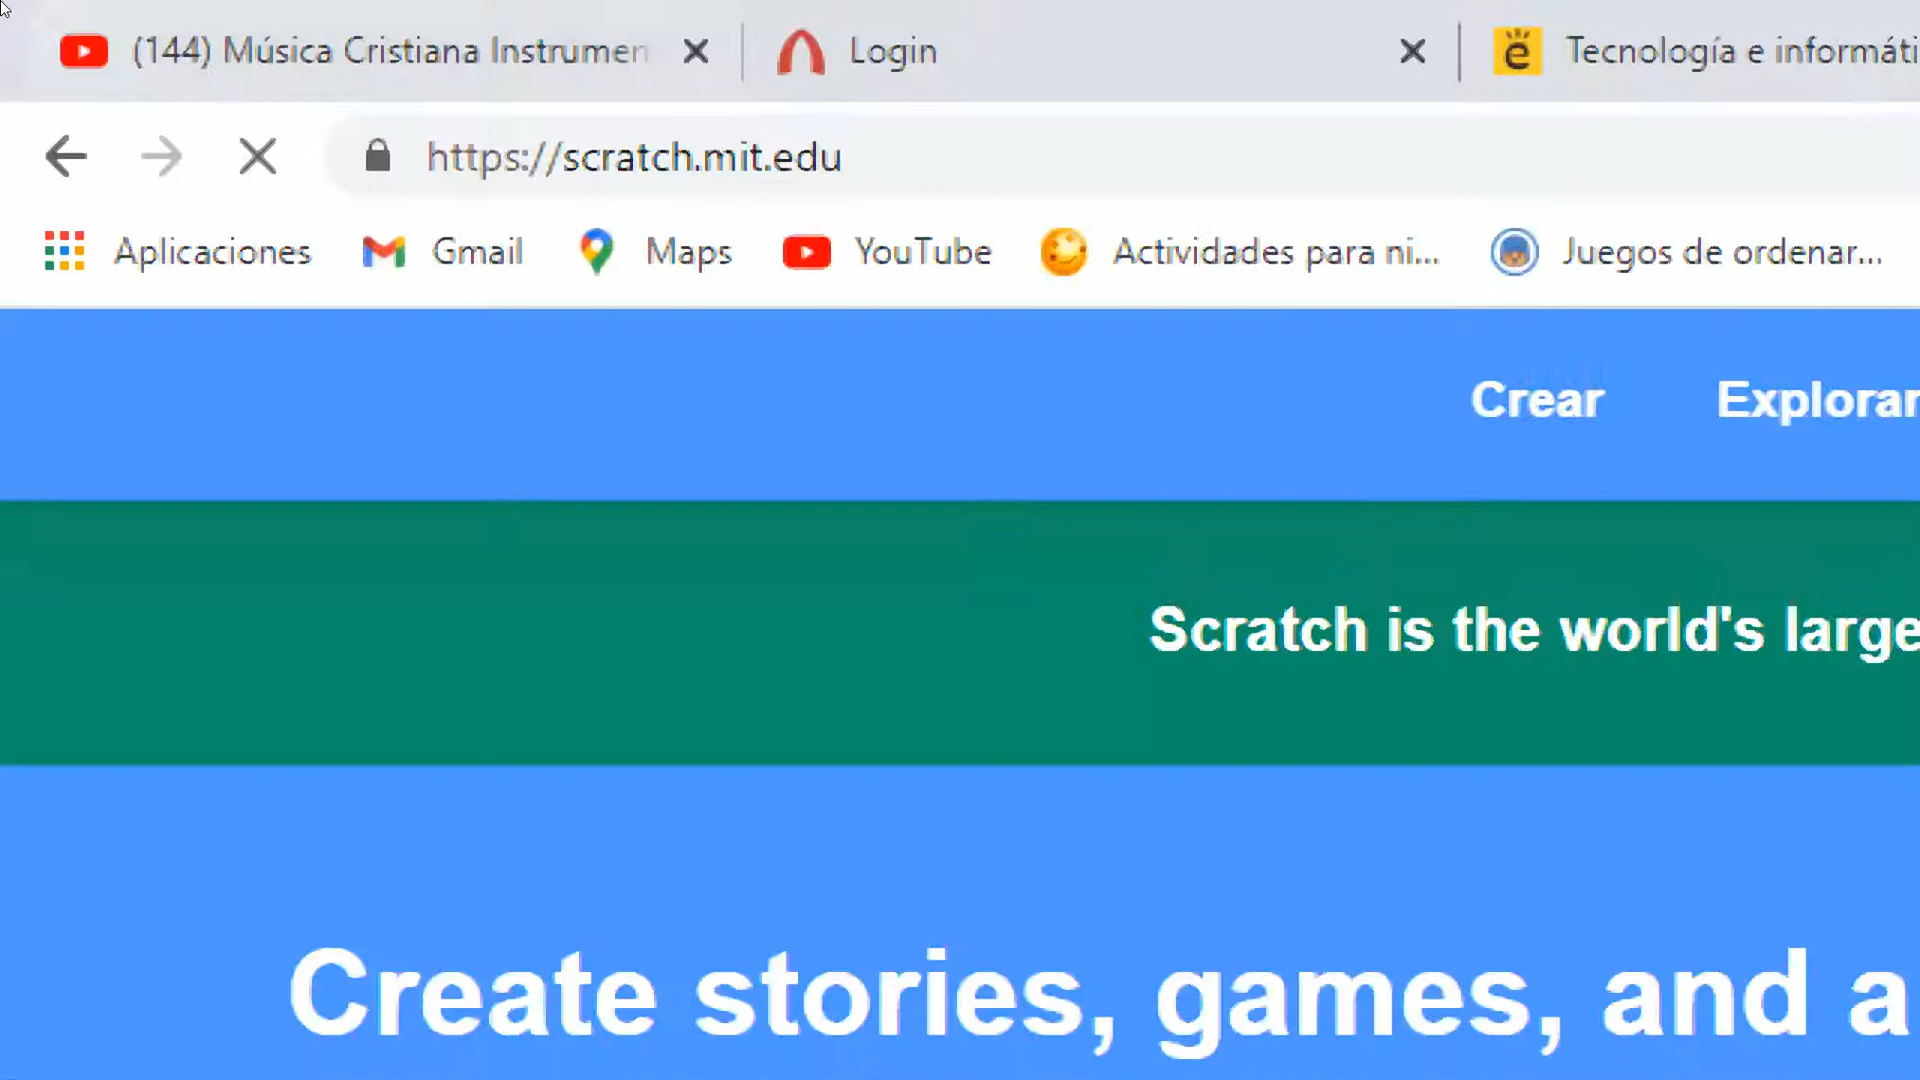 (144) Música Cristiana Instrumen
Login
Tecnología e informáti
https://scratch.mit.edu
Aplicaciones
Gmail
Maps
YouTube
Actividades para ni...
Juegos de ordenar...
Crear
Explorar
Scratch is the world's large
Create stories, games, and a